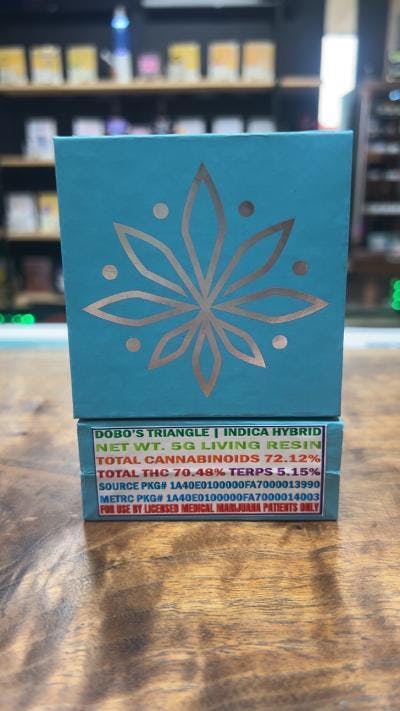 DOBO'S TRIANGLE | INDICA HYBRID
NET WT. 5G LIVING RESIN
TOTAL CANNABINOIDS 72.12%
TOTAL THC 70.48% TERPS 5.15%
SOURCE PKG# 1A40E0100000FA7000013990
METRC PKG# 1A40E0100000FA7000014003
FOR USE BY LICENSED MEDICAL MARIJUANA PATIENTS ONLY